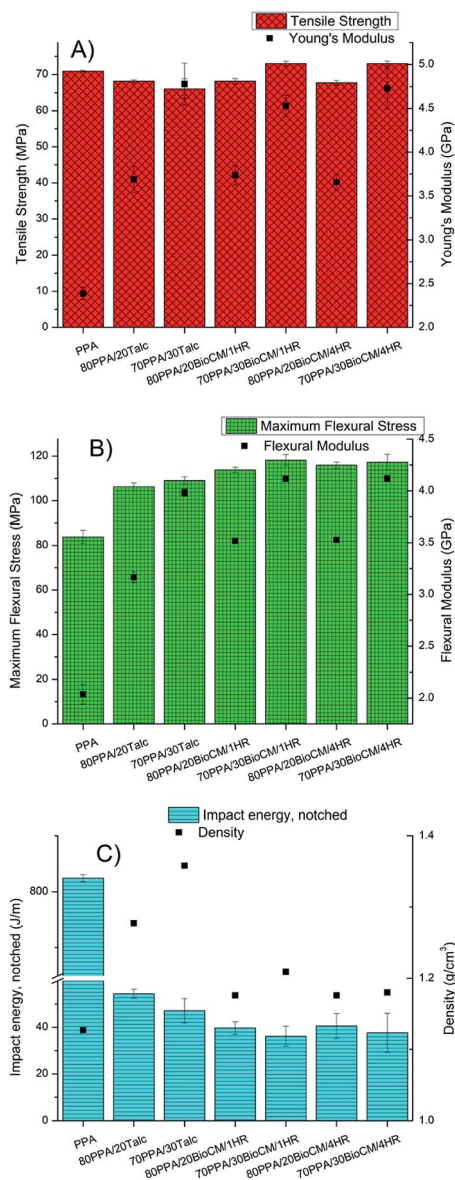 A)
Tensile Strength
Young's Modulus
Tensile Strength (MPa)
70
60
50
40
30
20
10
0
Young's Modulus (GPa)
5.0
4.5
4.0
3.5
3.0
2.5
2.0
PPA
80PPA/20Talc
70PPA/30Talc
80PPA/20BioCM/1HR
70PPA/30BioCM/1HR
80PPA/20BioCM/4HR
70PPA/30BioCM/4HR
B)
Maximum Flexural Stress
Flexural Modulus
Maximum Flexural Stress (MPa)
120
100
80
60
40
20
0
Flexural Modulus (GPa)
4.5
4.0
3.5
3.0
2.5
2.0
PPA
80PPA/20Talc
70PPA/30Talc
80PPA/20BioCM/1HR
70PPA/30BioCM/1HR
80PPA/20BioCM/4HR
70PPA/30BioCM/4HR
Impact energy, notched
Density
C)
Impact energy, notched (J/m)
800
40
20
0
Density (g/cm³)
1.4
1.2
1.0
PPA
80PPA/20Talc
70PPA/30Talc
80PPA/20BioCM/1HR
70PPA/30BioCM/1HR
80PPA/20BioCM/4HR
70PPA/30BioCM/4HR